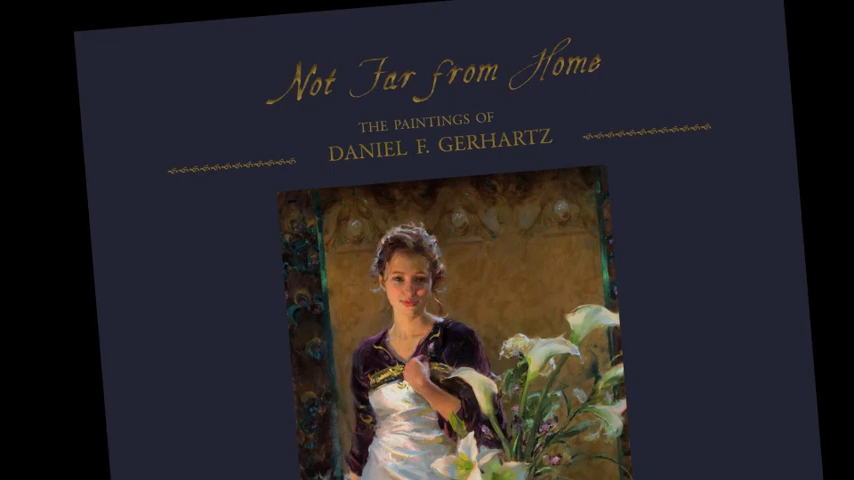 Not Far from Home
THE PAINTINGS OF
DANIEL F. GERHARTZ